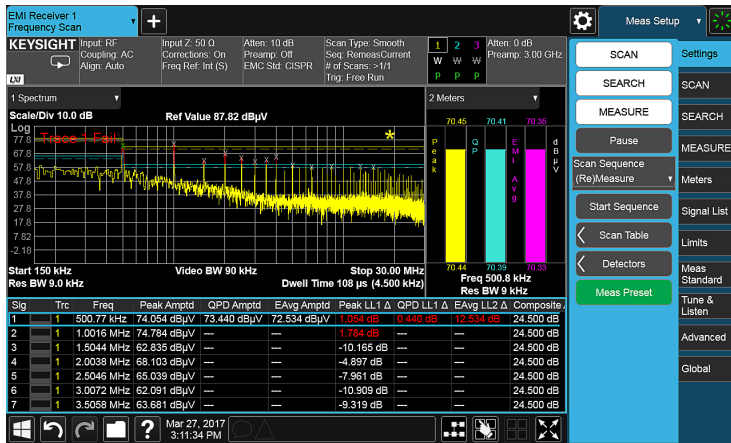 EMI Receiver 1
Frequency Scan
+
Meas Setup
KEYSIGHT
LXI
Input: RF
Coupling: AC
Align: Auto
Input Z: 50 Ω
Corrections: On
Freq Ref: Int (S)
Atten: 10 dB
Preamp: Off
EMC Std: CISPR
Scan Type: Smooth
Seq: RemeasCurrent
# of Scans: >1/1
Trig: Free Run
1 2 3
W W W
P P P
Atten: 0 dB
Preamp: 3.00 GHz
1 Spectrum
Scale/Div 10.0 dB
Ref Value 87.82 dBµV
Log
Trace 1 Fail
77.8
67.8
57.8
47.8
37.8
27.8
17.8
7.82
-2.18
Start 150 kHz
Res BW 9.0 kHz
Video BW 90 kHz
Stop 30.00 MHz
Dwell Time 108 µs (4.500 kHz)
2 Meters
70.45 70.41 70.35
Peak
QP
EMI Avg
dBµV
70.44 70.39 70.33
Freq 500.8 kHz
Res BW 9 kHz
Sig Trc Freq Peak Amptd QPD Amptd EAvg Amptd Peak LL1 Δ QPD LL1 Δ EAvg LL2 Δ Composite
1 1 500.77 kHz 74.054 dBµV 73.440 dBµV 72.534 dBµV 1.054 dB 0.440 dB 12.534 dB 24.500 dB
2 1 1.0016 MHz 74.784 dBµV --- --- 1.784 dB --- --- 24.500 dB
3 1 1.5044 MHz 62.835 dBµV --- --- -10.165 dB --- --- 24.500 dB
4 1 2.0038 MHz 68.103 dBµV --- --- -4.897 dB --- --- 24.500 dB
5 1 2.5046 MHz 65.039 dBµV --- --- -7.961 dB --- --- 24.500 dB
6 1 3.0072 MHz 62.091 dBµV --- --- -10.909 dB --- --- 24.500 dB
7 1 3.5058 MHz 63.681 dBµV --- --- -9.319 dB --- --- 24.500 dB
?
Mar 27, 2017
3:11:34 PM
SCAN
SEARCH
MEASURE
Pause
Scan Sequence
(Re)Measure
Start Sequence
Scan Table
Detectors
Meas Preset
Settings
SCAN
SEARCH
MEASURE
Meters
Signal List
Limits
Meas
Standard
Tune &
Listen
Advanced
Global